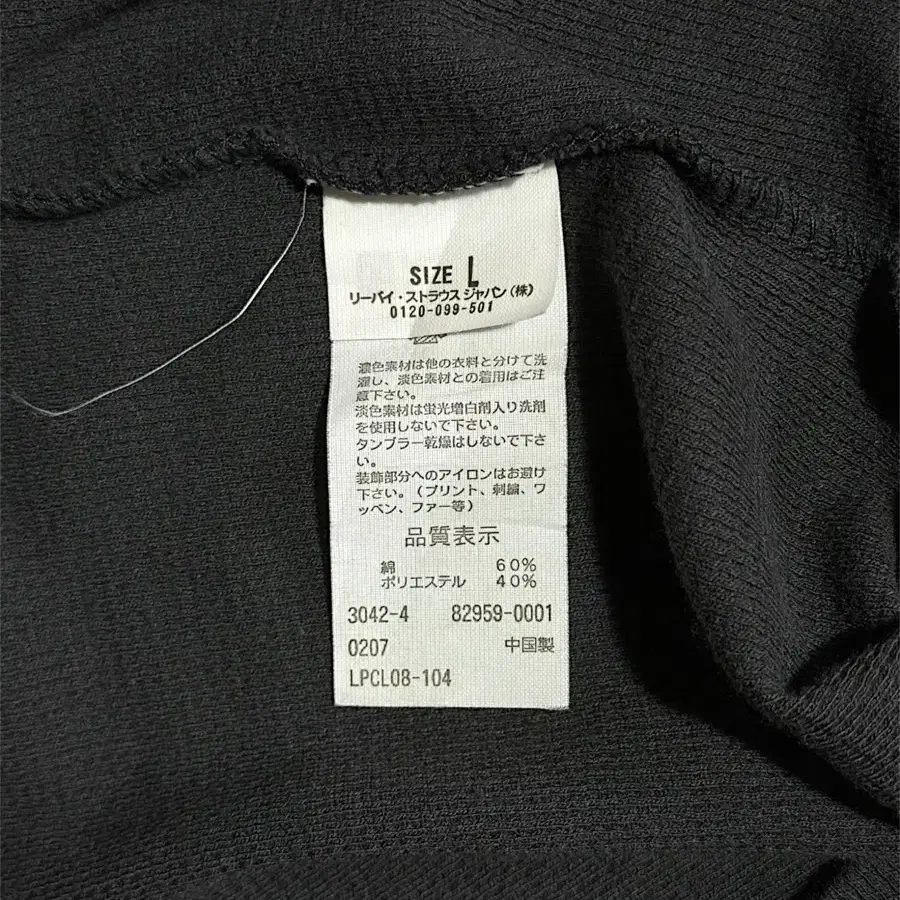 SIZE L
リーバイ・ストラウス ジャパン(株)
0120-099-501
濃色素材は他の衣料と分けて洗
濯し、淡色素材との着用はご注
意下さい。
淡色素材は蛍光増白剤入り洗剤
を使用しないで下さい。
タンブラー乾燥はしないで下さ
い。
装飾部分へのアイロンはお避け
下さい。(プリント、刺繍、ワ
ッペン、ファー等)
品質表示
綿 60%
ポリエステル 40%
3042-4 82959-0001
0207 中国製
LPCL08-104